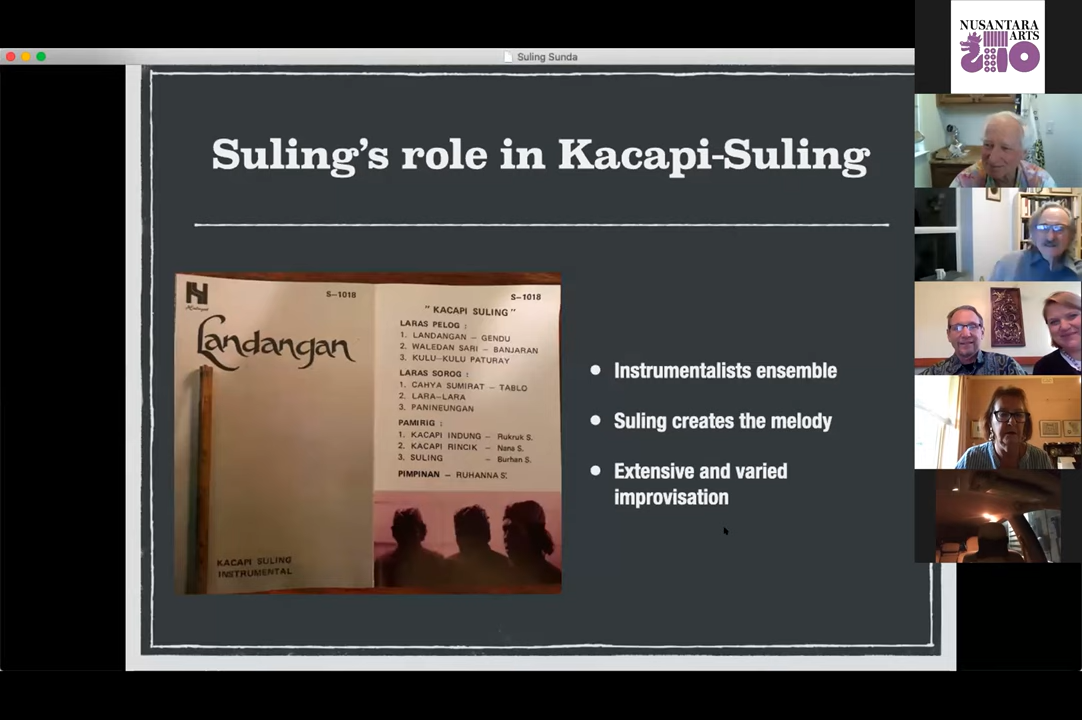 NUSANTARA
ARTS
Suling Sunda
Suling's role in Kacapi-Suling
S–1018
Landangan
KACAPI SULING
INSTRUMENTAL
S–1018
" KACAPI SULING "
LARAS PELOG :
1. LANDANGAN – GENDU
2. WALEDAN SARI – BANJARAN
3. KULU–KULU PATURAY
LARAS SOROG :
1. CAHYA SUMIRAT – TABLO
2. LARA–LARA
3. PANINEUNGAN
PAMIRIG :
1. KACAPI INDUNG – Rukruk S.
2. KACAPI RINCIK – Nana S.
3. SULING – Burhan S.
PIMPINAN – RUHANNA S.
Instrumentalists ensemble
Suling creates the melody
Extensive and varied
improvisation